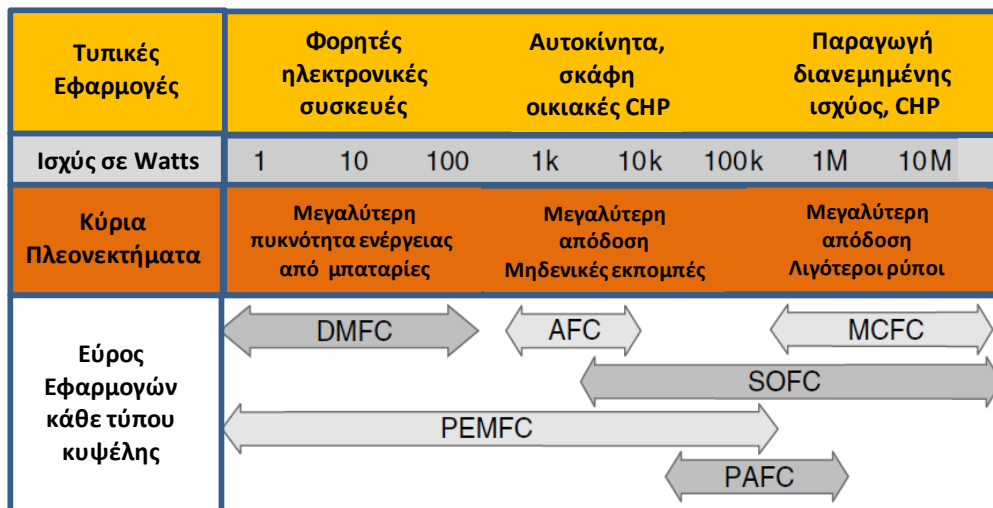 Τυπικές
Εφαρμογές
Φορητές
ηλεκτρονικές
συσκευές
Αυτοκίνητα,
σκάφη
οικιακές CHP
Παραγωγή
διανεμημένης
ισχύος, CHP
Ισχύς σε Watts 1 10 100 1k 10k 100k 1M 10M
Κύρια
Πλεονεκτήματα
Μεγαλύτερη
πυκνότητα ενέργειας
από μπαταρίες
Μεγαλύτερη
απόδοση
Μηδενικές εκπομπές
Μεγαλύτερη
απόδοση
Λιγότεροι ρύποι
Εύρος
Εφαρμογών
κάθε τύπου
κυψέλης
DMFC AFC MCFC
SOFC
PEMFC
PAFC